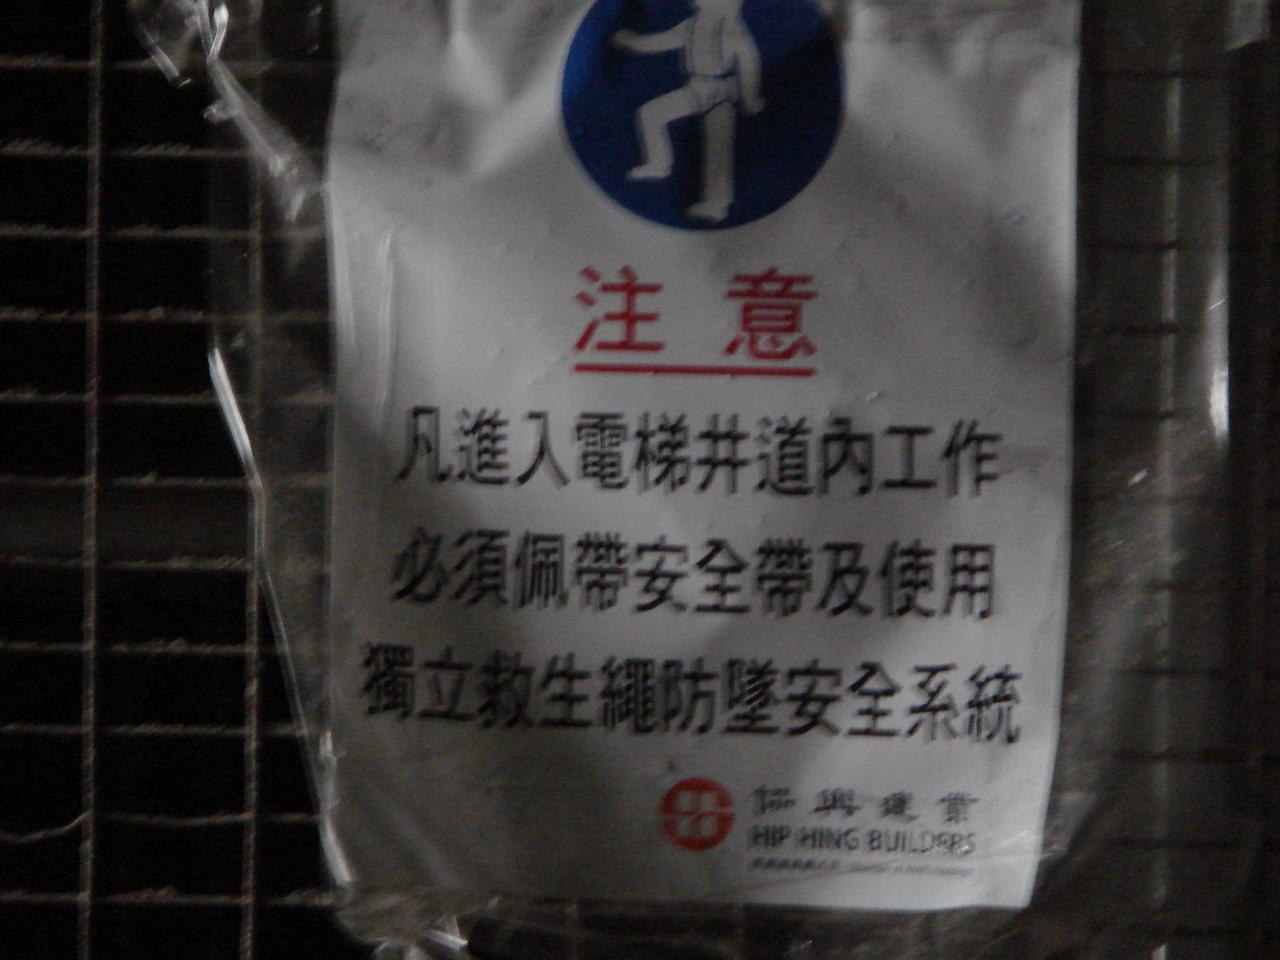 注意
凡進入電梯井道內工作
必須佩帶安全帶及使用
獨立救生繩防墜安全系統
協興建業
HIP HING BUILDERS